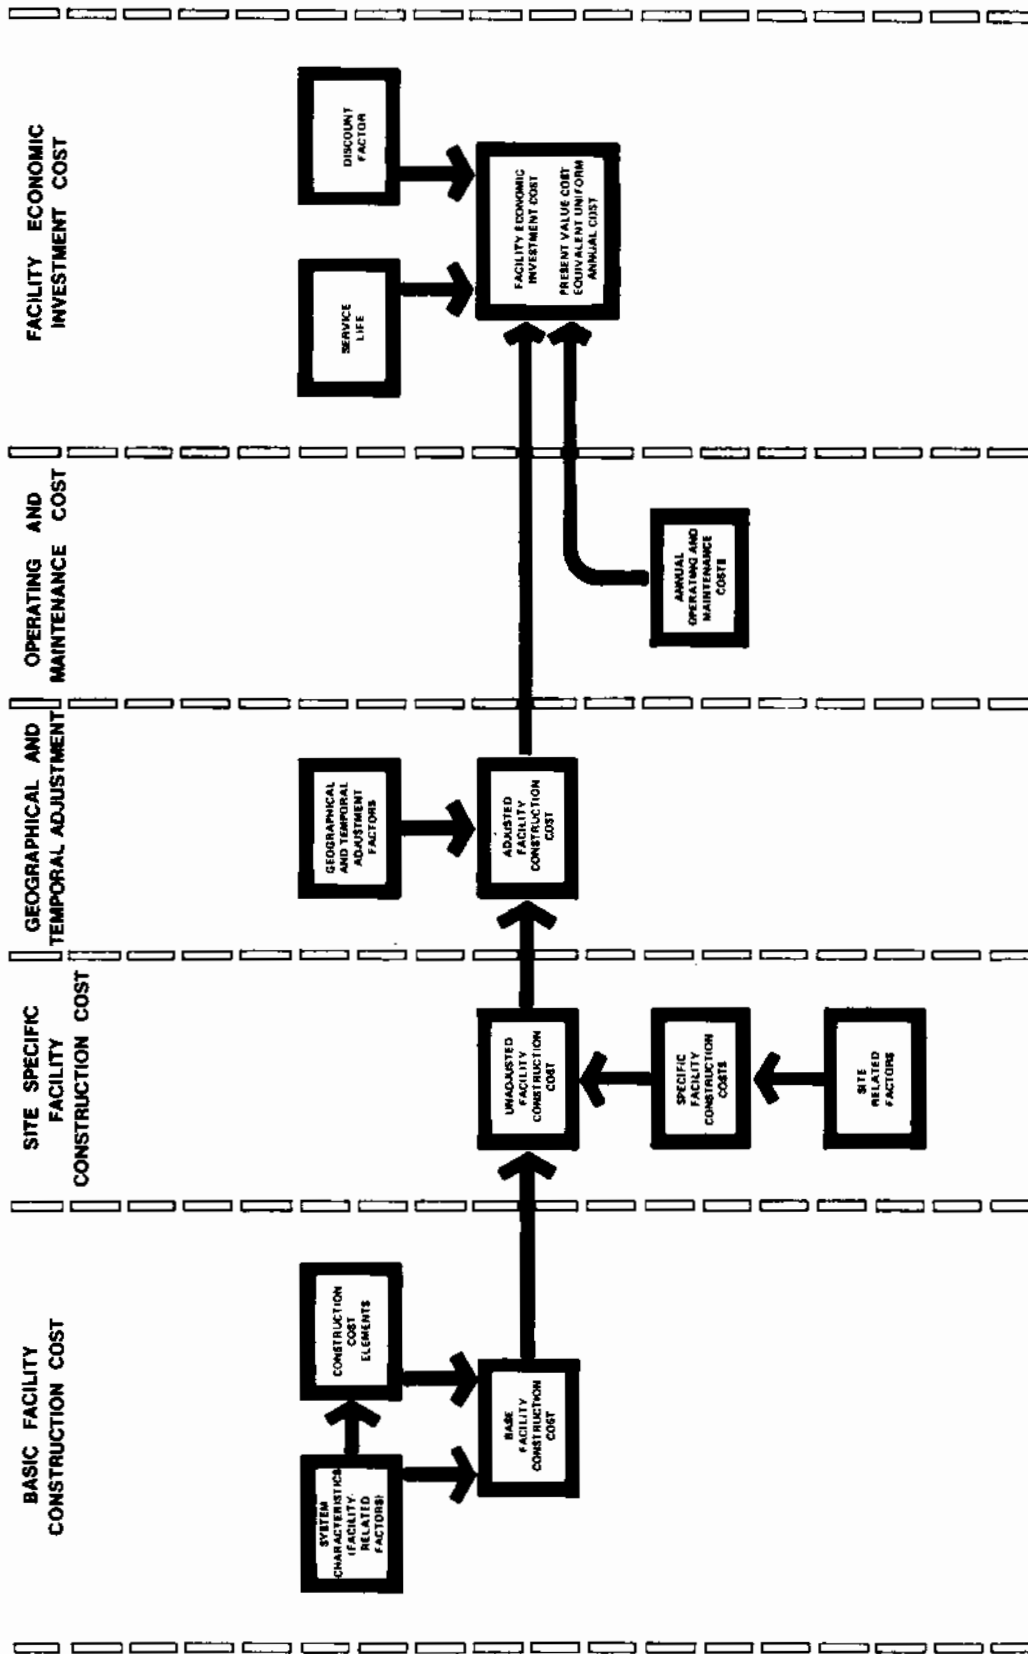 BASIC FACILITY
CONSTRUCTION COST
SITE SPECIFIC
FACILITY
CONSTRUCTION COST
GEOGRAPHICAL AND
TEMPORAL ADJUSTMENT
OPERATING AND
MAINTENANCE COST
FACILITY ECONOMIC
INVESTMENT COST
SYSTEM
CHARACTERISTICS
(FACILITY-
RELATED
FACTORS)
CONSTRUCTION
COST
ELEMENTS
BASE
FACILITY
CONSTRUCTION
COST
UNADJUSTED
FACILITY
CONSTRUCTION
COST
SPECIFIC
FACILITY
CONSTRUCTION
COSTS
SITE
RELATED
FACTORS
GEOGRAPHICAL
AND TEMPORAL
ADJUSTMENT
FACTORS
ADJUSTED
FACILITY
CONSTRUCTION
COST
ANNUAL
OPERATING AND
MAINTENANCE
COSTS
SERVICE
LIFE
DISCOUNT
FACTOR
FACILITY ECONOMIC
INVESTMENT COST
PRESENT VALUE COST
EQUIVALENT UNIFORM
ANNUAL COST